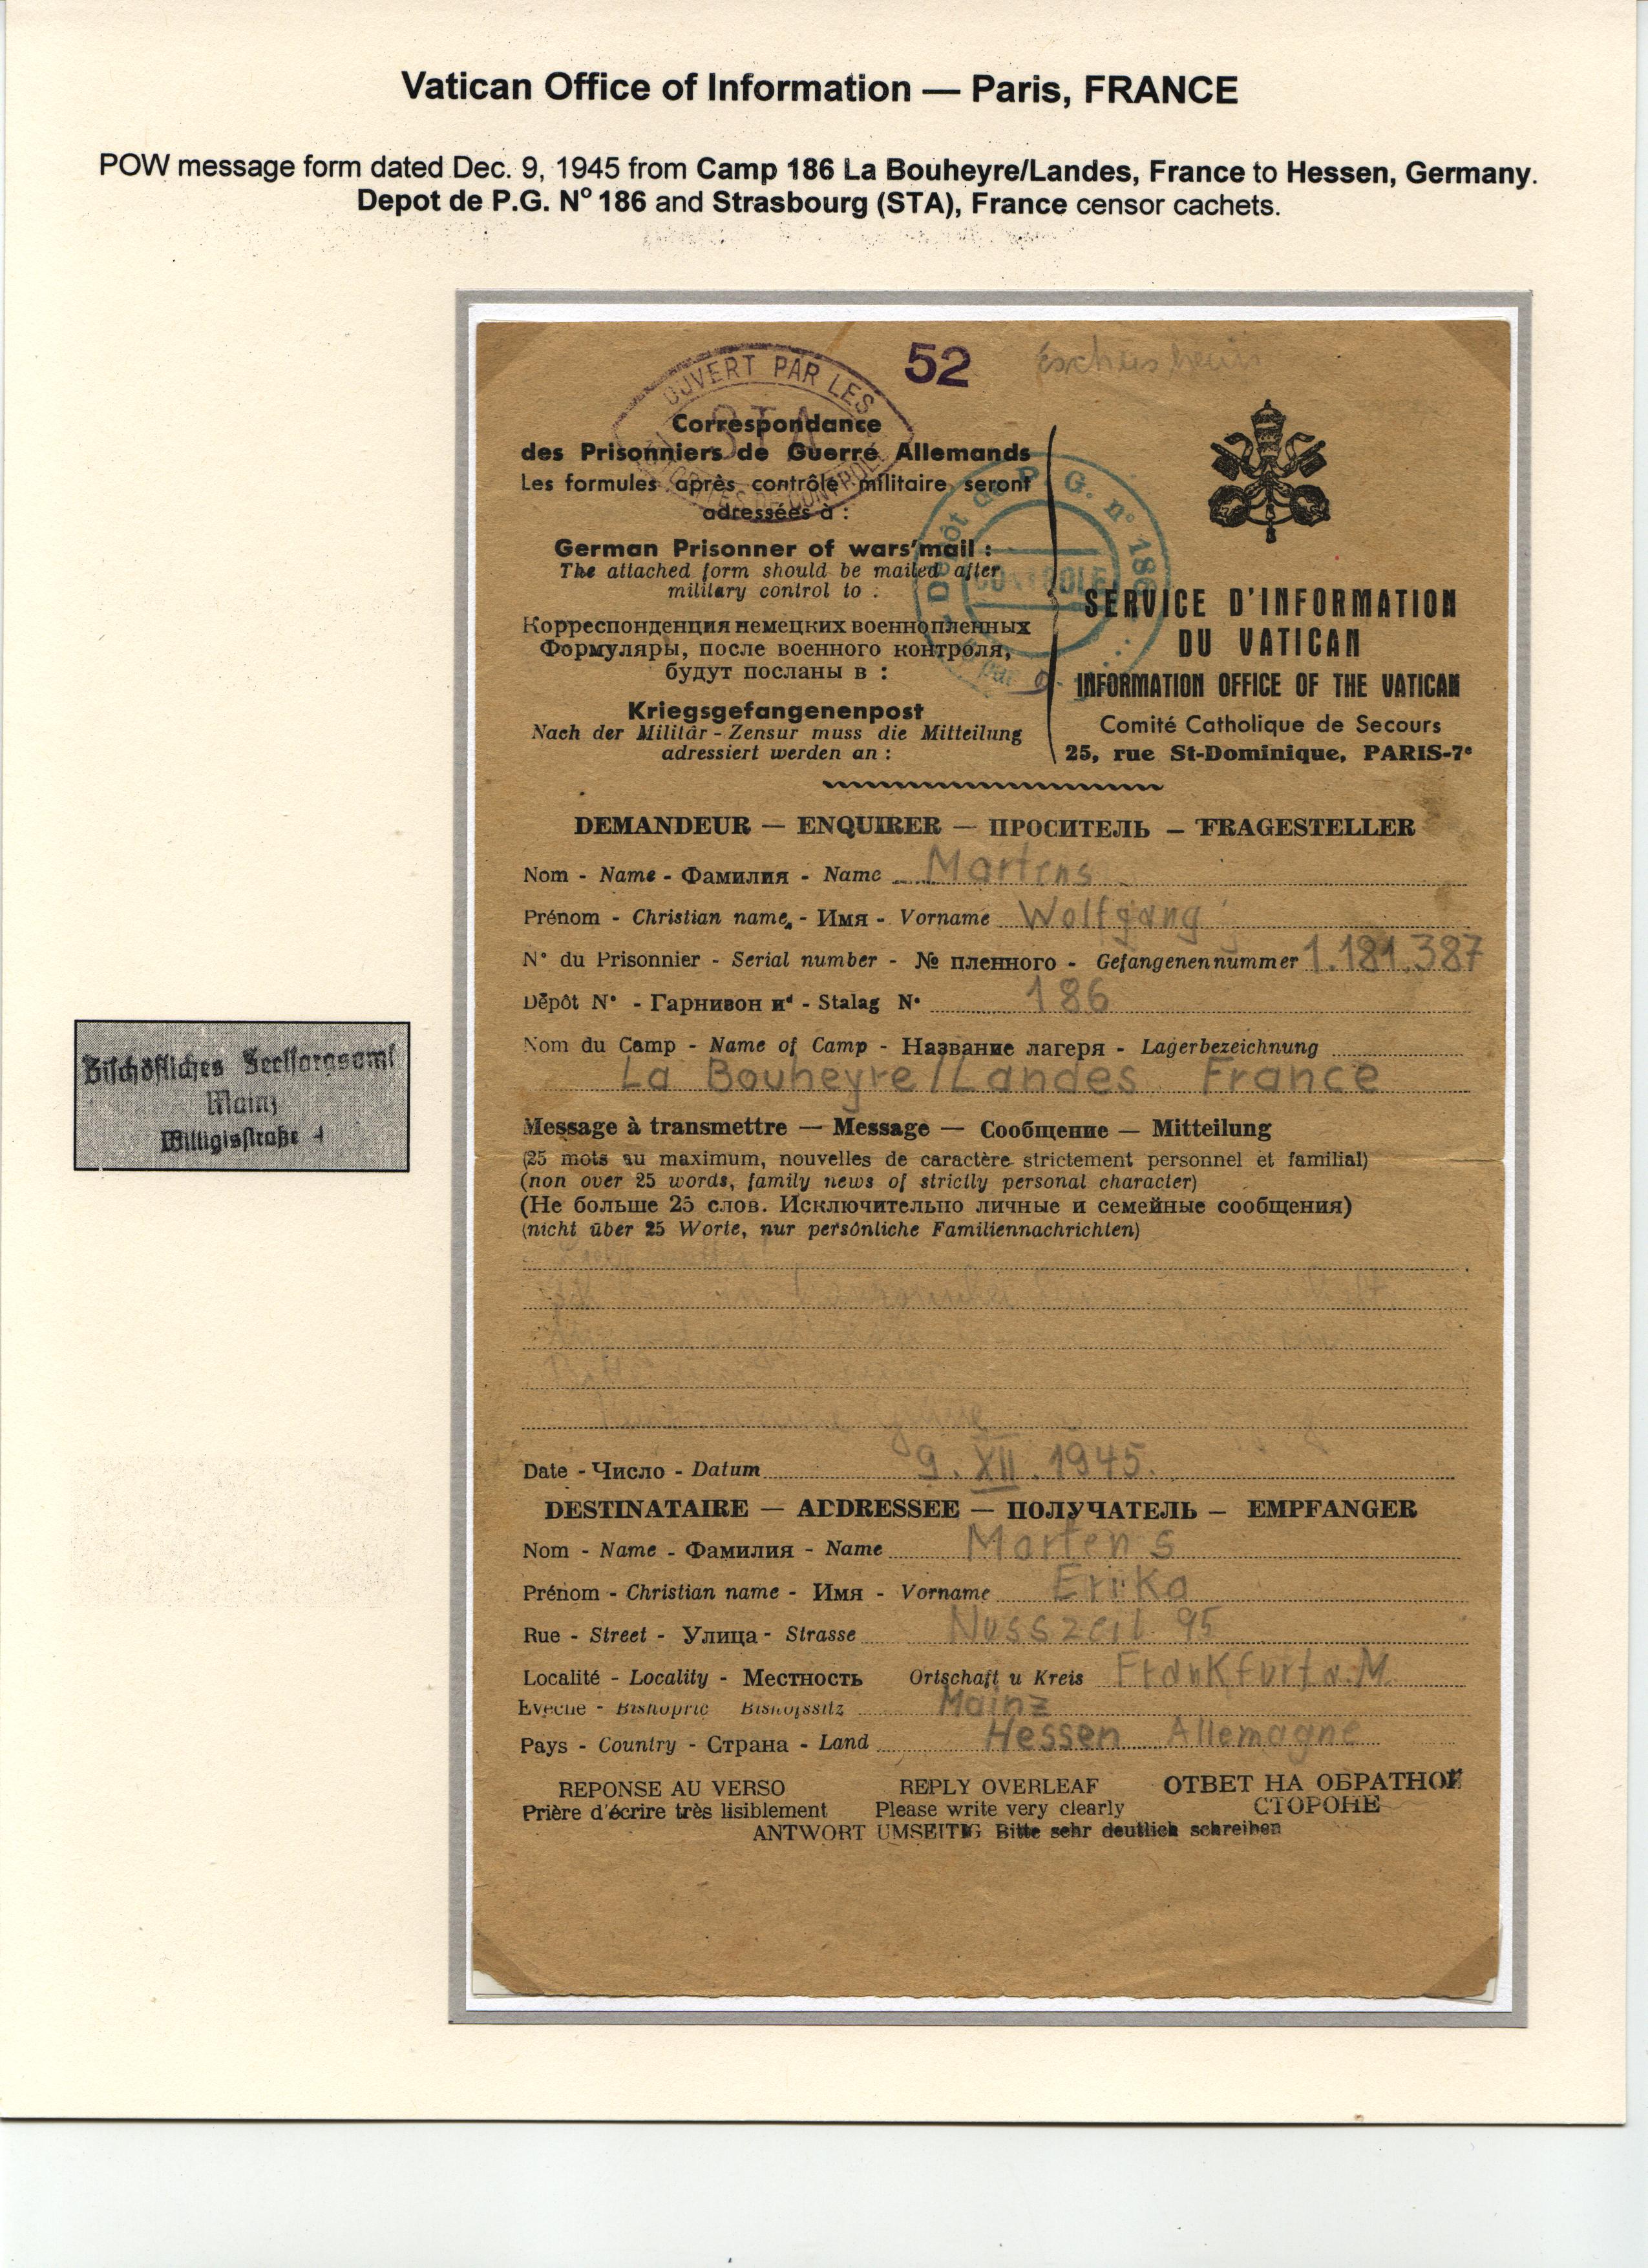 Vatican Office of Information — Paris, FRANCE
POW message form dated Dec. 9, 1945 from Camp 186 La Bouheyre/Landes, France to Hessen, Germany.
Depot de P.G. Nº 186 and Strasbourg (STA), France censor cachets.
OUVERT PAR LES
STA
DE CONTROLE
52
Correspondance
des Prisonniers de Guerre Allemands
Les formules après contrôle militaire seront
adressées à :
German Prisonner of wars'mail :
The attached form should be mailed after
military control to :
Корреспонденция немецких военнопленных
Формуляры, после военного контроля,
будут посланы в :
Kriegsgefangenenpost
Nach der Militär-Zensur muss die Mitteilung
adressiert werden an :
Dépôt de P. G. n° 186
CONTROLE
SERVICE D'INFORMATION
DU VATICAN
INFORMATION OFFICE OF THE VATICAN
Comité Catholique de Secours
25, rue St-Dominique, PARIS-7e
DEMANDEUR — ENQUIRER — ПРОСИТЕЛЬ — FRAGESTELLER
Nom - Name - Фамилия - Name Martens
Prénom - Christian name - Имя - Vorname Wolfgang
N° du Prisonnier - Serial number - № пленного - Gefangenennummer 1.181.387
Dépôt N° - Гарнивон иd - Stalag N° 186
Nom du Camp - Name of Camp - Название лагеря - Lagerbezeichnung
La Bouheyre/Landes France
Message à transmettre — Message — Сообщение — Mitteilung
(25 mots au maximum, nouvelles de caractère strictement personnel et familial)
(non over 25 words, family news of strictly personal character)
(Не больше 25 слов. Исключительно личные и семейные сообщения)
(nicht über 25 Worte, nur persönliche Familiennachrichten)
Date - Число - Datum 9. XII. 1945.
DESTINATAIRE — ADDRESSEE — ПОЛУЧАТЕЛЬ — EMPFANGER
Nom - Name - Фамилия - Name Martens
Prénom - Christian name - Имя - Vorname Erika
Rue - Street - Улица - Strasse Nusszeil 95
Localité - Locality - Местность Ortschaft u Kreis Frankfurt a.M.
Evêché - Bishopric Bishofssitz Mainz
Pays - Country - Страна - Land Hessen Allemagne
REPONSE AU VERSO REPLY OVERLEAF ОТВЕТ НА ОБРАТНОЙ
Prière d'écrire très lisiblement Please write very clearly СТОРОНЕ
ANTWORT UMSEITIG Bitte sehr deutlich schreiben
Bischöfliches Seelsorgsamt
Mainz
Willigisstraße